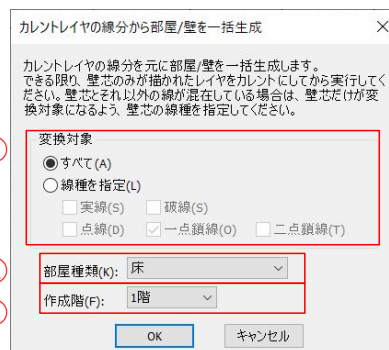 カレントレイヤの線分から部屋/壁を一括生成
カレントレイヤの線分を元に部屋/壁を一括生成します。
できる限り、壁芯のみが描かれたレイヤをカレントにしてから実行してく
ださい。壁芯とそれ以外の線が混在している場合は、壁芯だけが変
換対象になるよう、壁芯の線種を指定してください。
変換対象
すべて(A)
線種を指定(L)
実線(S) 破線(S)
点線(D) 一点鎖線(O) 二点鎖線(T)
部屋種類(K): 床
作成階(F): 1階
OK キャンセル